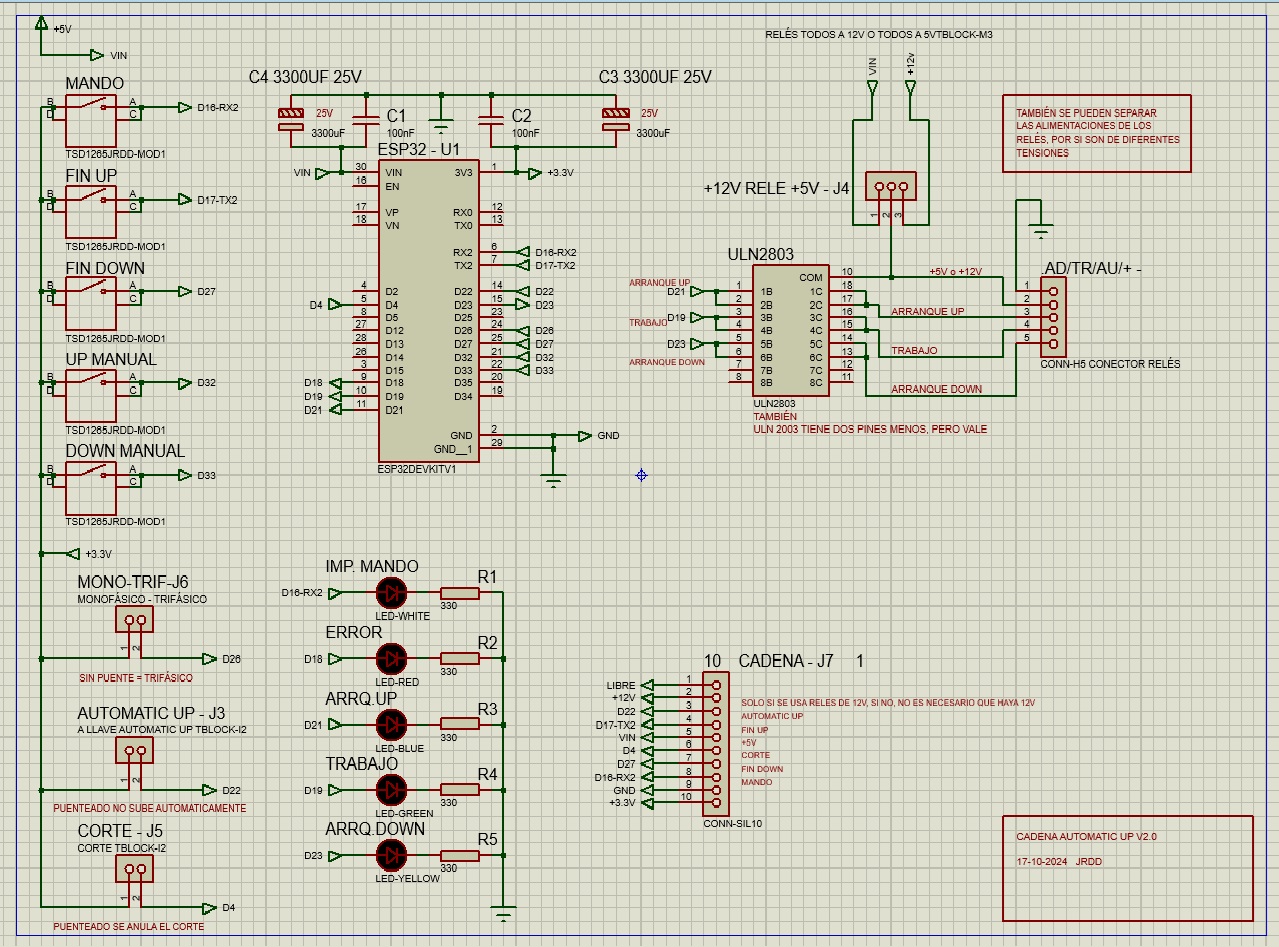 +5V
VIN
MANDO
B
D
A
C
D16-RX2
TSD1265JRDD-MOD1
FIN UP
B
D
A
C
D17-TX2
TSD1265JRDD-MOD1
FIN DOWN
B
D
A
C
D27
TSD1265JRDD-MOD1
UP MANUAL
B
D
A
C
D32
TSD1265JRDD-MOD1
DOWN MANUAL
B
D
A
C
D33
TSD1265JRDD-MOD1
+3.3V
MONO-TRIF-J6
MONOFÁSICO - TRIFÁSICO
1
2
D26
SIN PUENTE = TRIFÁSICO
AUTOMATIC UP - J3
A LLAVE AUTOMATIC UP TBLOCK-I2
1
2
D22
PUENTEADO NO SUBE AUTOMATICAMENTE
CORTE - J5
CORTE TBLOCK-I2
1
2
D4
PUENTEADO SE ANULA EL CORTE
C4 3300UF 25V
C3 3300UF 25V
25V
3300uF
C1
100nF
C2
100nF
25V
3300uF
ESP32 - U1
VIN
30 VIN
16 EN
17 VP
18 VN
4 D2
D4 5 D4
8 D5
27 D12
28 D13
26 D14
3 D15
D18 9 D18
D19 10 D19
D21 11 D21
3V3 1 +3.3V
RX0 12
TX0 13
RX2 6 D16-RX2
TX2 7 D17-TX2
D22 14 D22
D23 15 D23
D25 23
D26 24 D26
D27 25 D27
D32 21 D32
D33 22 D33
D35 20
D34 19
GND 2 GND
GND__1 29
ESP32DEVKITV1
RELÉS TODOS A 12V O TODOS A 5VTBLOCK-M3
VIN
+12v
+12V RELE +5V - J4
1
2
3
TAMBIÉN SE PUEDEN SEPARAR
LAS ALIMENTACIONES DE LOS
RELÉS, POR SI SON DE DIFERENTES
TENSIONES
ULN2803
ARRANQUE UP
D21
TRABAJO
D19
D23
ARRANQUE DOWN
1 1B
2 2B
3 3B
4 4B
5 5B
6 6B
7 7B
8 8B
COM 10
1C 18
2C 17
3C 16
4C 15
5C 14
6C 13
7C 12
8C 11
+5V o +12V
ARRANQUE UP
TRABAJO
ARRANQUE DOWN
ULN2803
TAMBIÉN
ULN 2003 TIENE DOS PINES MENOS, PERO VALE
.AD/TR/AU/+ -
1
2
3
4
5
CONN-H5 CONECTOR RELÉS
IMP. MANDO
D16-RX2
LED-WHITE
R1
330
ERROR
D18
LED-RED
R2
330
ARRQ.UP
D21
LED-BLUE
R3
330
TRABAJO
D19
LED-GREEN
R4
330
ARRQ.DOWN
D23
LED-YELLOW
R5
330
10 CADENA - J7 1
LIBRE 1
+12V 2
D22 3
D17-TX2 4
VIN 5
D4 6
D27 7
D16-RX2 8
GND 9
+3.3V 10
SOLO SI SE USA RELES DE 12V, SI NO, NO ES NECESARIO QUE HAYA 12V
AUTOMATIC UP
FIN UP
+5V
CORTE
FIN DOWN
MANDO
CONN-SIL10
CADENA AUTOMATIC UP V2.0
17-10-2024 JRDD